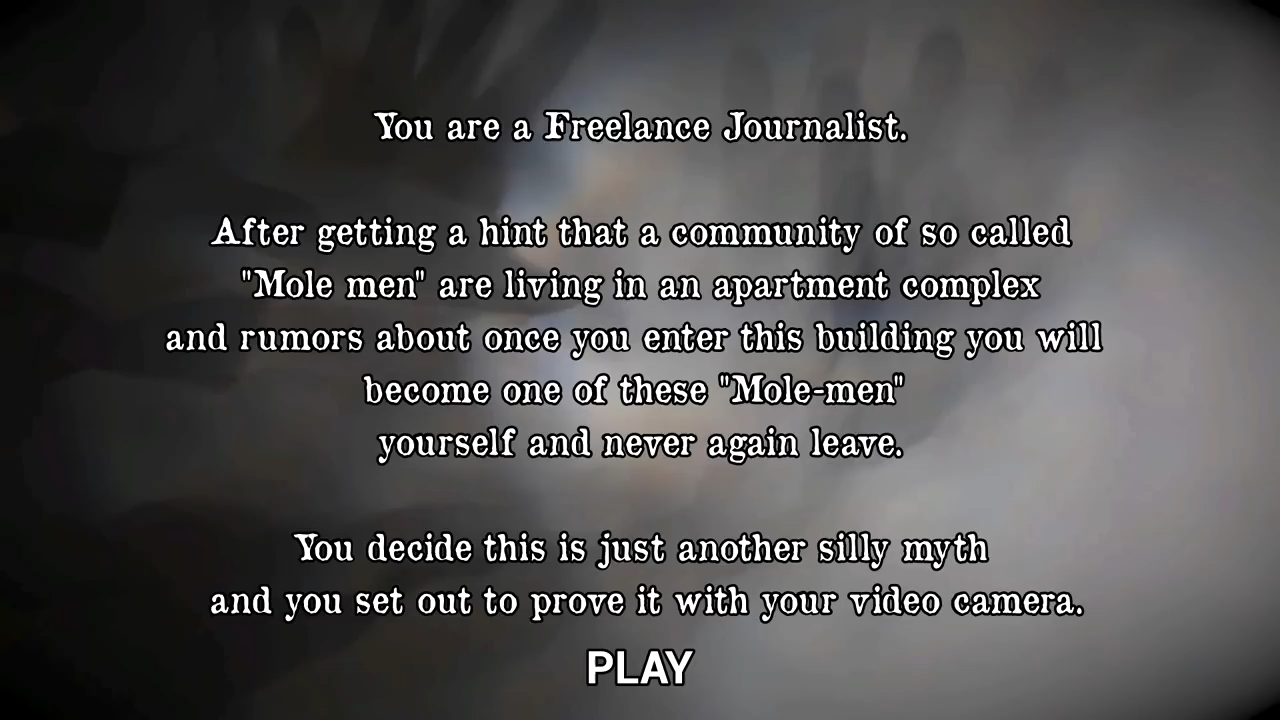 You are a Freelance Journalist.
After getting a hint that a community of so called
"Mole men" are living in an apartment complex
and rumors about once you enter this building you will
become one of these "Mole-men"
yourself and never again leave.
You decide this is just another silly myth
and you set out to prove it with your video camera.
PLAY